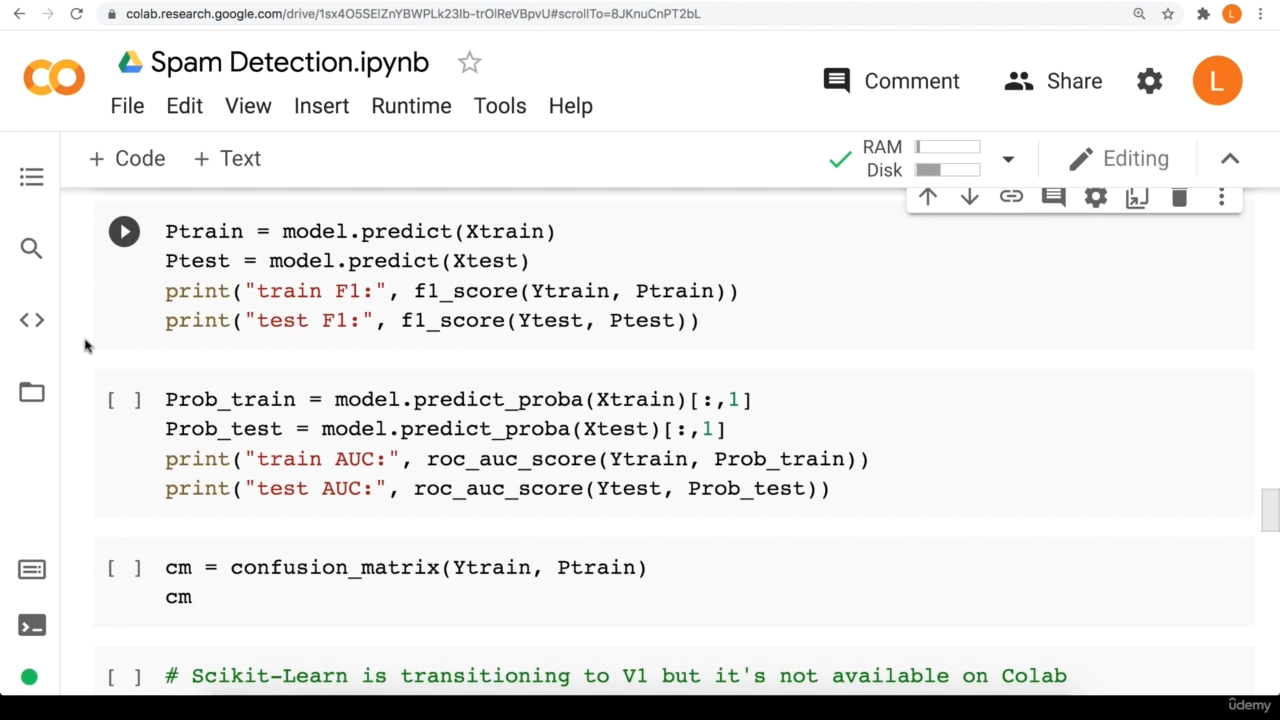 colab.research.google.com/drive/1sx4O5SElZnYBWPLk23Ib-trOlReVBpvU#scrollTo=8JKnuCnPT2bL
L
Spam Detection.ipynb
Comment
Share
L
File Edit View Insert Runtime Tools Help
+ Code + Text
RAM
Disk
Editing
Ptrain = model.predict(Xtrain)
Ptest = model.predict(Xtest)
print("train F1:", f1_score(Ytrain, Ptrain))
print("test F1:", f1_score(Ytest, Ptest))
[ ] Prob_train = model.predict_proba(Xtrain)[:,1]
Prob_test = model.predict_proba(Xtest)[:,1]
print("train AUC:", roc_auc_score(Ytrain, Prob_train))
print("test AUC:", roc_auc_score(Ytest, Prob_test))
[ ] cm = confusion_matrix(Ytrain, Ptrain)
cm
[ ] # Scikit-Learn is transitioning to V1 but it's not available on Colab
ûdemy